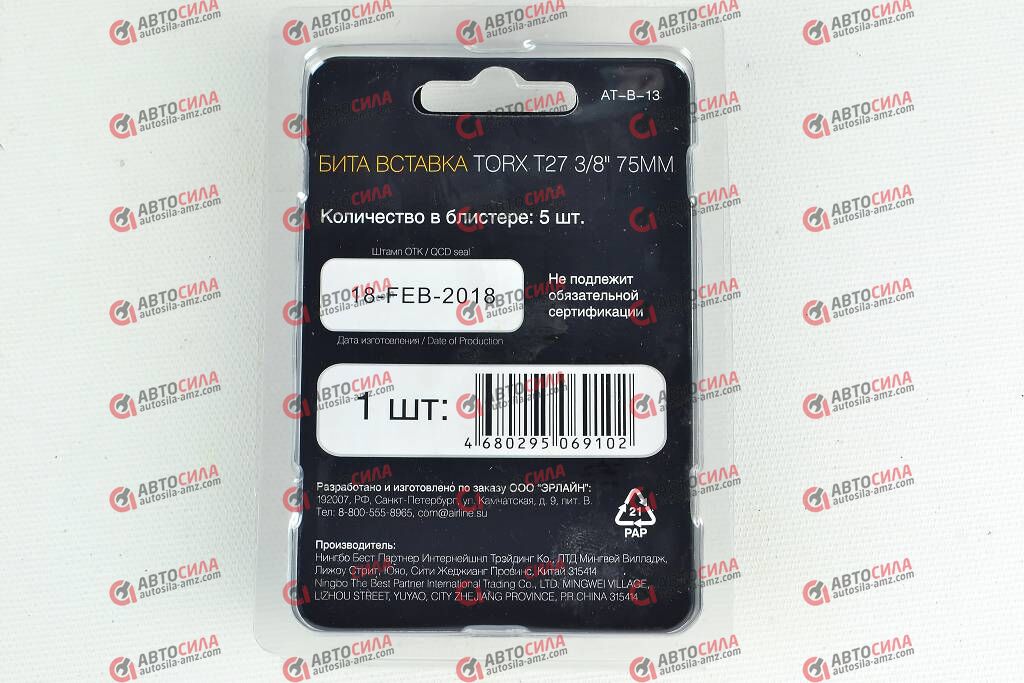 AT-B-13
БИТА ВСТАВКА TORX T27 3/8" 75MM
Количество в блистере: 5 шт.
Штамп ОТК / QCD seal
18-FEB-2018
Дата изготовления / Date of Production
Не подлежит
обязательной
сертификации
1 шт:
4 680295 069102
Разработано и изготовлено по заказу ООО "ЭРЛАЙН":
192007, РФ, Санкт-Петербург, ул. Камчатская, д. 9, лит. В.
Тел: 8-800-555-8965, com@airline.su
21
PAP
Производитель:
Нингбо Бест Партнер Интернейшнл Трэйдинг Ко., ЛТД Мингвей Вилладж,
Лижоу Стрит, Юяо, Сити Жеджианг Провинс, Китай 315414
Ningbo The Best Partner International Trading Co., LTD. MINGWEI VILLAGE,
LIZHOU STREET, YUYAO, CITY ZHEJIANG PROVINCE, P.R.CHINA 315414
АВТОСИЛА
autosila-amz.com